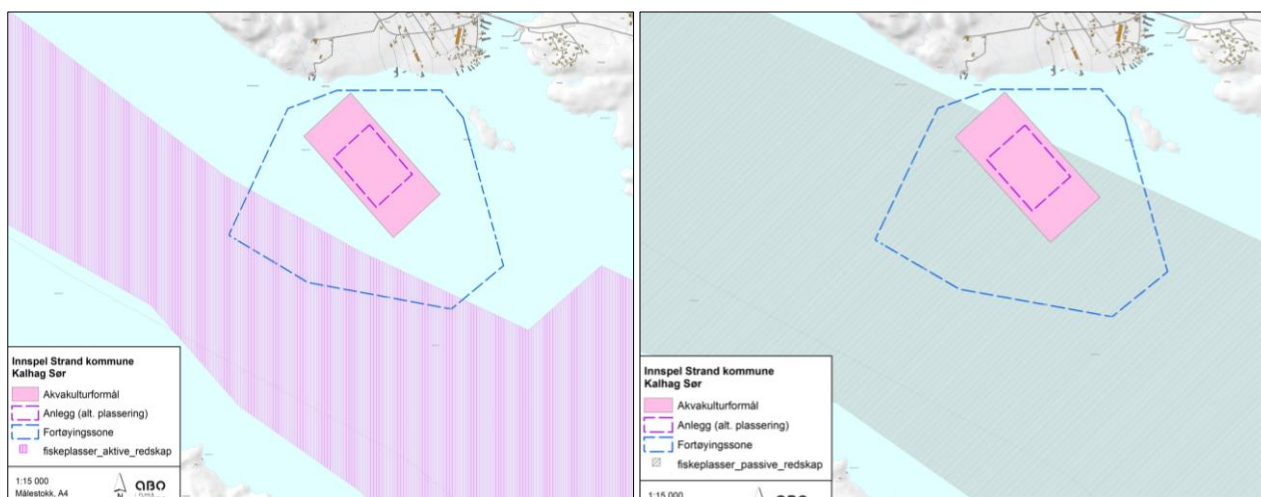 Innspel Strand kommune
Kalhag Sør
Akvakulturformål
Anlegg (alt. plassering)
Fortøyingssone
fiskeplasser_aktive_redskap
1:15 000
Målestokk, A4
N
abo
Innspel Strand kommune
Kalhag Sør
Akvakulturformål
Anlegg (alt. plassering)
Fortøyingssone
fiskeplasser_passive_redskap
1:15 000
abo